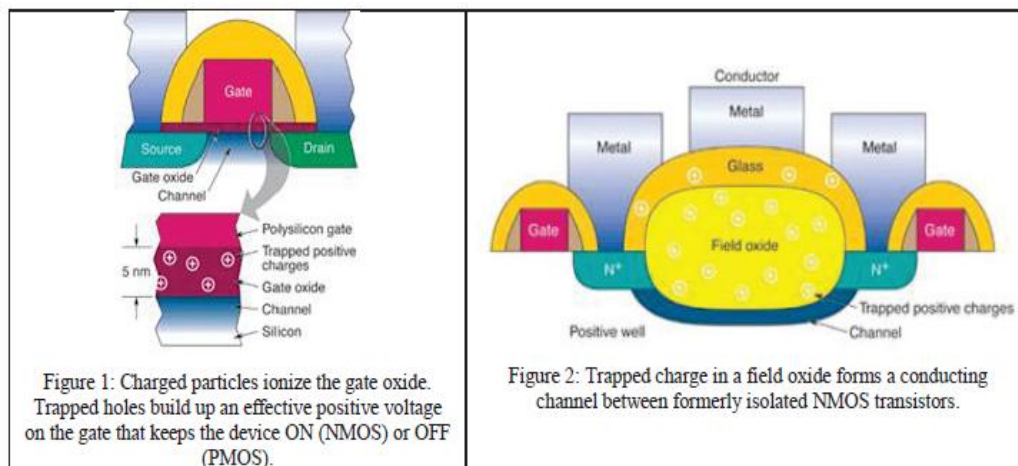 Gate
Source
Drain
Gate oxide
Channel
Polysilicon gate
Trapped positive
charges
5 nm
Gate oxide
Channel
Silicon
Figure 1: Charged particles ionize the gate oxide.
Trapped holes build up an effective positive voltage
on the gate that keeps the device ON (NMOS) or OFF
(PMOS).
Conductor
Metal
Metal
Metal
Glass
Gate
Field oxide
Gate
N+
N+
Trapped positive charges
Positive well
Channel
Figure 2: Trapped charge in a field oxide forms a conducting
channel between formerly isolated NMOS transistors.